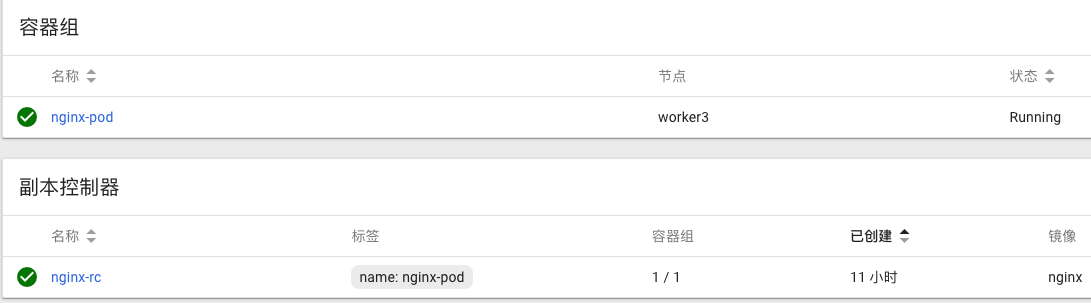 容器组
名称 节点 状态
nginx-pod worker3 Running
副本控制器
名称 标签 容器组 已创建 镜像
nginx-rc name: nginx-pod 1 / 1 11 小时 nginx